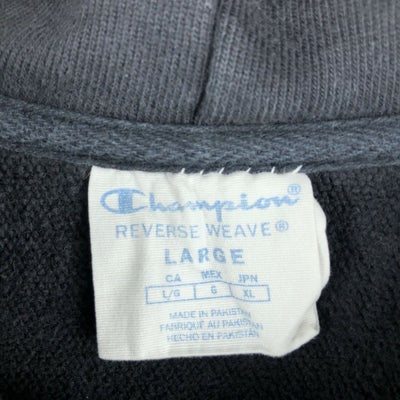 Champion®
REVERSE WEAVE®
LARGE
CA MEX JPN
L/G G XL
MADE IN PAKISTAN
FABRIQUÉ AU PAKISTAN
HECHO EN PAKISTAN